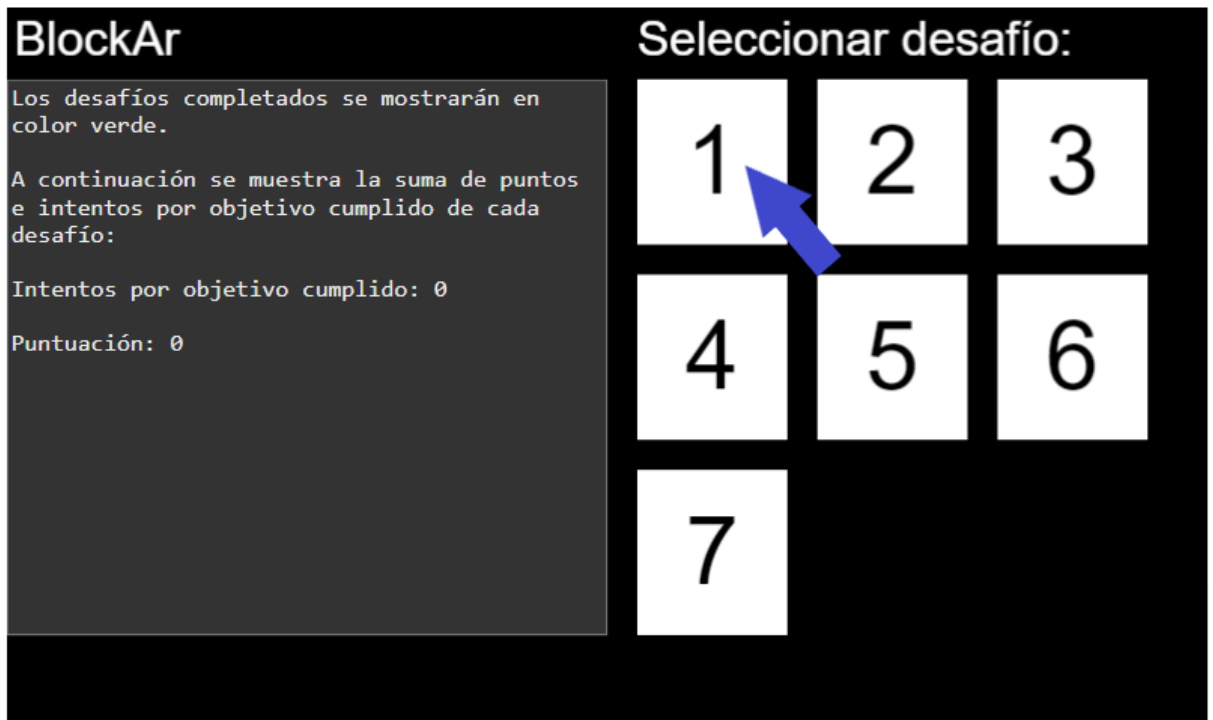 BlockAr
Los desafíos completados se mostrarán en
color verde.
A continuación se muestra la suma de puntos
e intentos por objetivo cumplido de cada
desafío:
Intentos por objetivo cumplido: 0
Puntuación: 0
Seleccionar desafío:
1 2 3
4 5 6
7